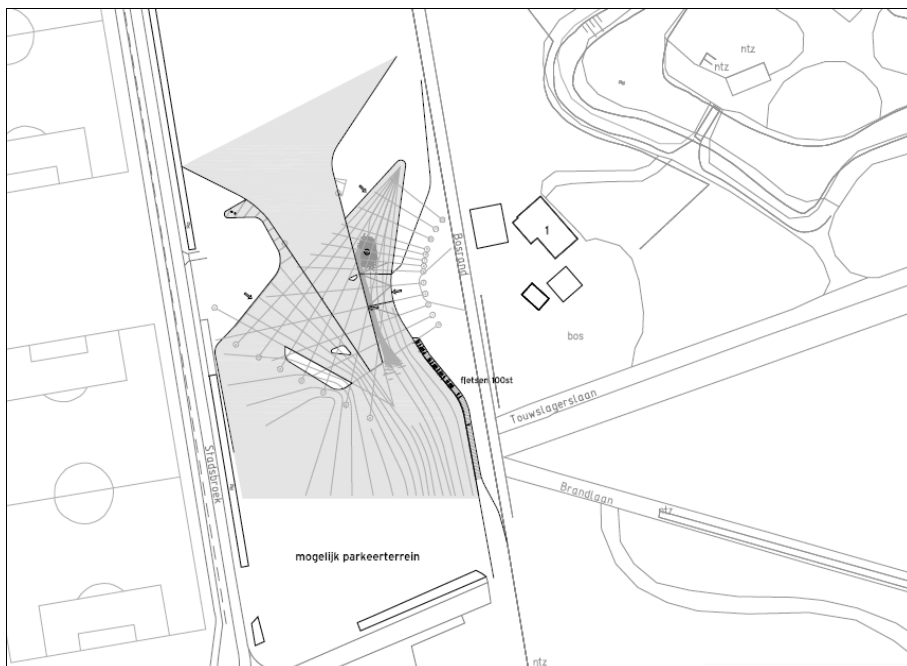 ntz
ntz
1
Bosrand
bos
fietsen 100st
Touwslagerslaan
Stadsbroek
Brandlaan
ntz
mogelijk parkeerterrein
ntz